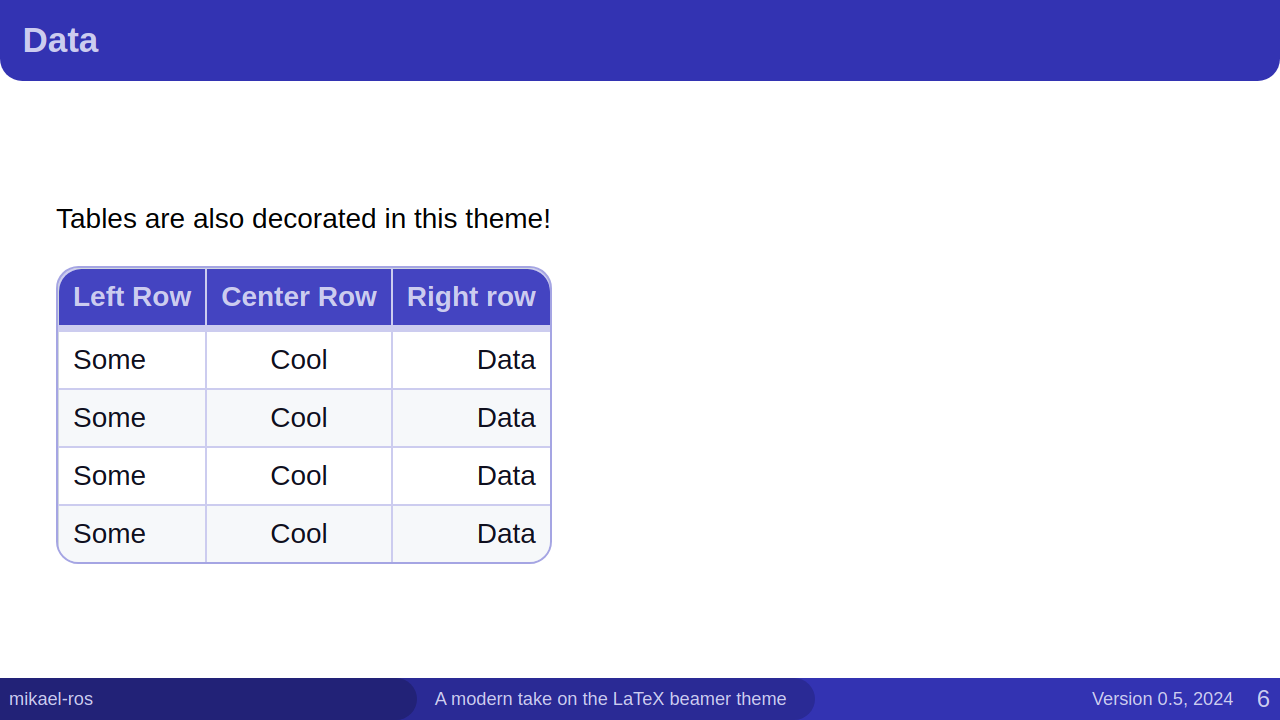 Data
Tables are also decorated in this theme!
Left Row Center Row Right row
Some Cool Data
Some Cool Data
Some Cool Data
Some Cool Data
mikael-ros A modern take on the LaTeX beamer theme Version 0.5, 2024 6